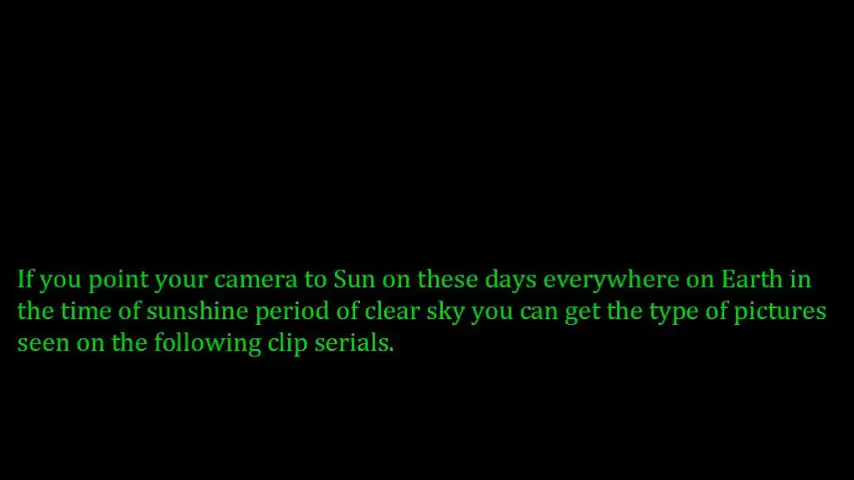 If you point your camera to Sun on these days everywhere on Earth in
the time of sunshine period of clear sky you can get the type of pictures
seen on the following clip serials.